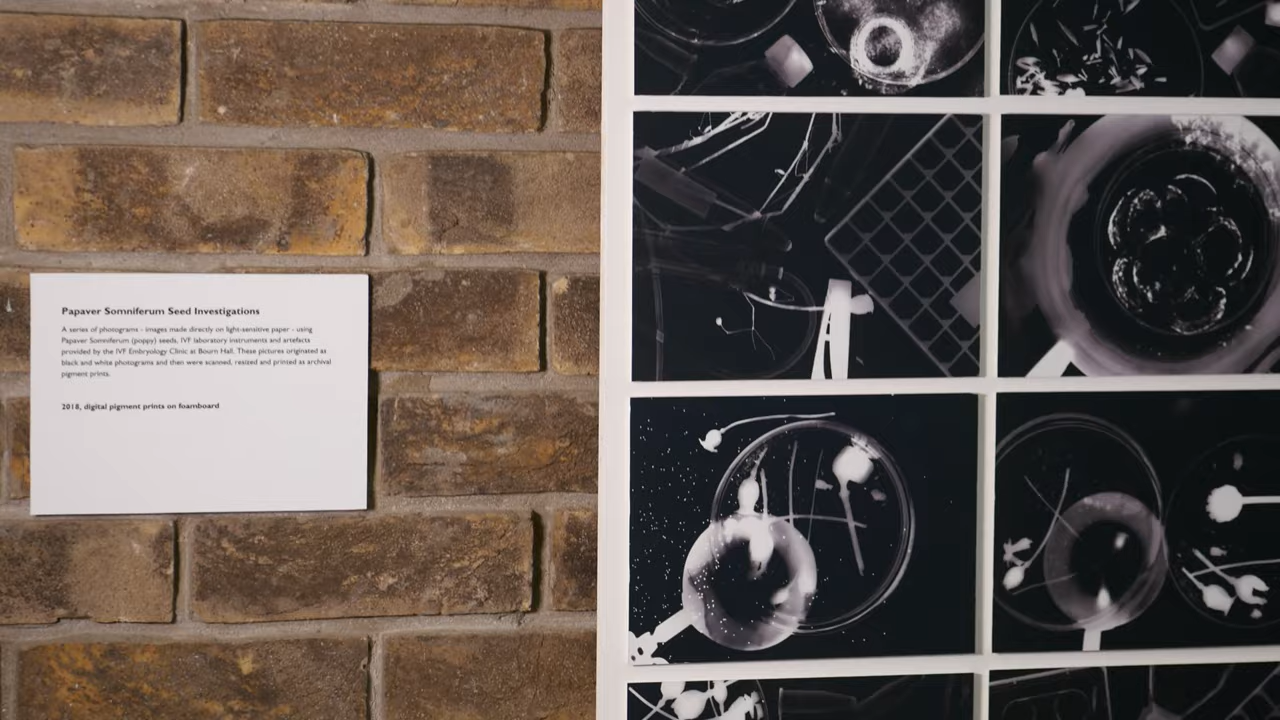 Papaver Somniferum Seed Investigations
A series of photograms - images made directly on light-sensitive paper - using
Papaver Somniferum (poppy) seeds, IVF laboratory instruments and artefacts
provided by the IVF Embryology Clinic at Bourn Hall. These pictures originated as
black and white photograms and then were scanned, resized and printed as archival
pigment prints.
2018, digital pigment prints on foamboard